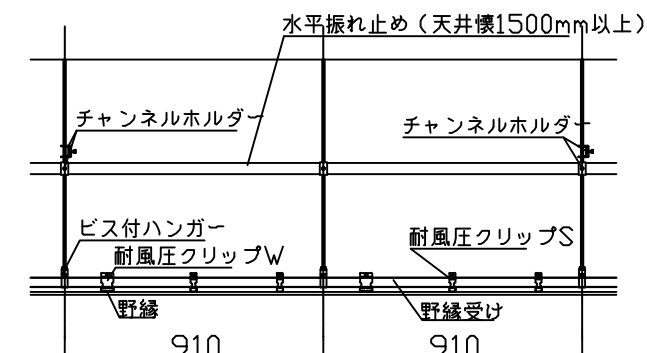 水平振れ止め（天井懐1500mm以上）
チャンネルホルダー
チャンネルホルダー
ビス付ハンガー
耐風圧クリップW
耐風圧クリップS
野縁
野縁受け
910
910